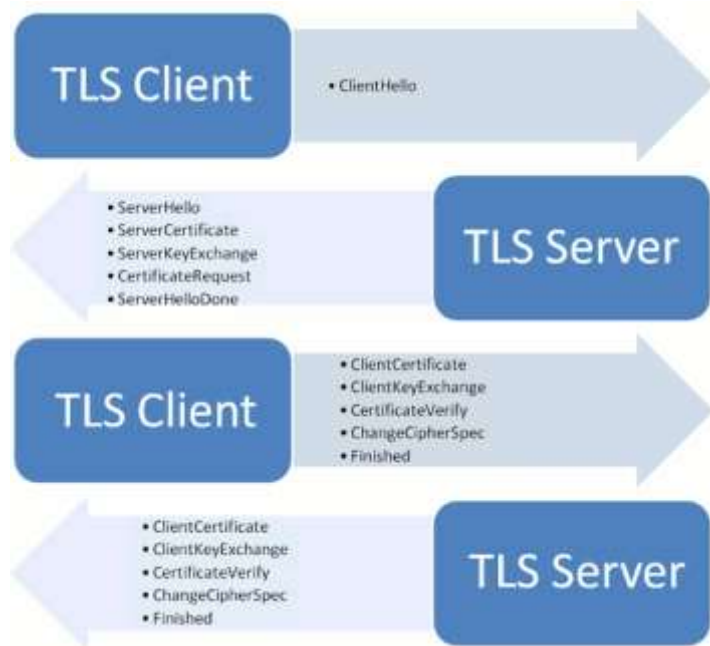 TLS Client
• ClientHello
• ServerHello
• ServerCertificate
• ServerKeyExchange
• CertificateRequest
• ServerHelloDone
TLS Server
TLS Client
• ClientCertificate
• ClientKeyExchange
• CertificateVerify
• ChangeCipherSpec
• Finished
• ClientCertificate
• ClientKeyExchange
• CertificateVerify
• ChangeCipherSpec
• Finished
TLS Server